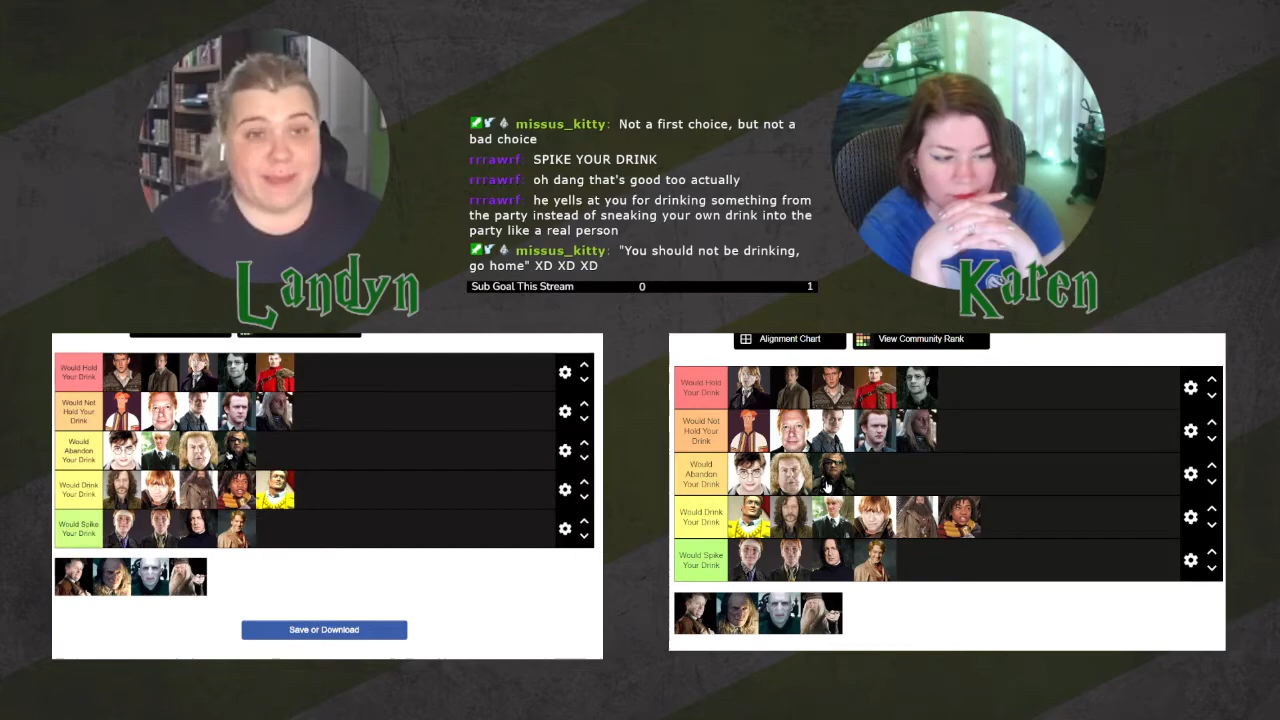 missus_kitty: Not a first choice, but not a
bad choice
rrrawrf: SPIKE YOUR DRINK
rrrawrf: oh dang that's good too actually
rrrawrf: he yells at you for drinking something from
the party instead of sneaking your own drink into the
party like a real person
missus_kitty: "You should not be drinking,
go home" XD XD XD
Sub Goal This Stream 0 1
Landyn
Karen
Would Hold
Your Drink
Would Not
Hold Your
Drink
Would
Abandon
Your Drink
Would Drink
Your Drink
Would Spike
Your Drink
Save or Download
Alignment Chart View Community Rank
Would Hold
Your Drink
Would Not
Hold Your
Drink
Would
Abandon
Your Drink
Would Drink
Your Drink
Would Spike
Your Drink